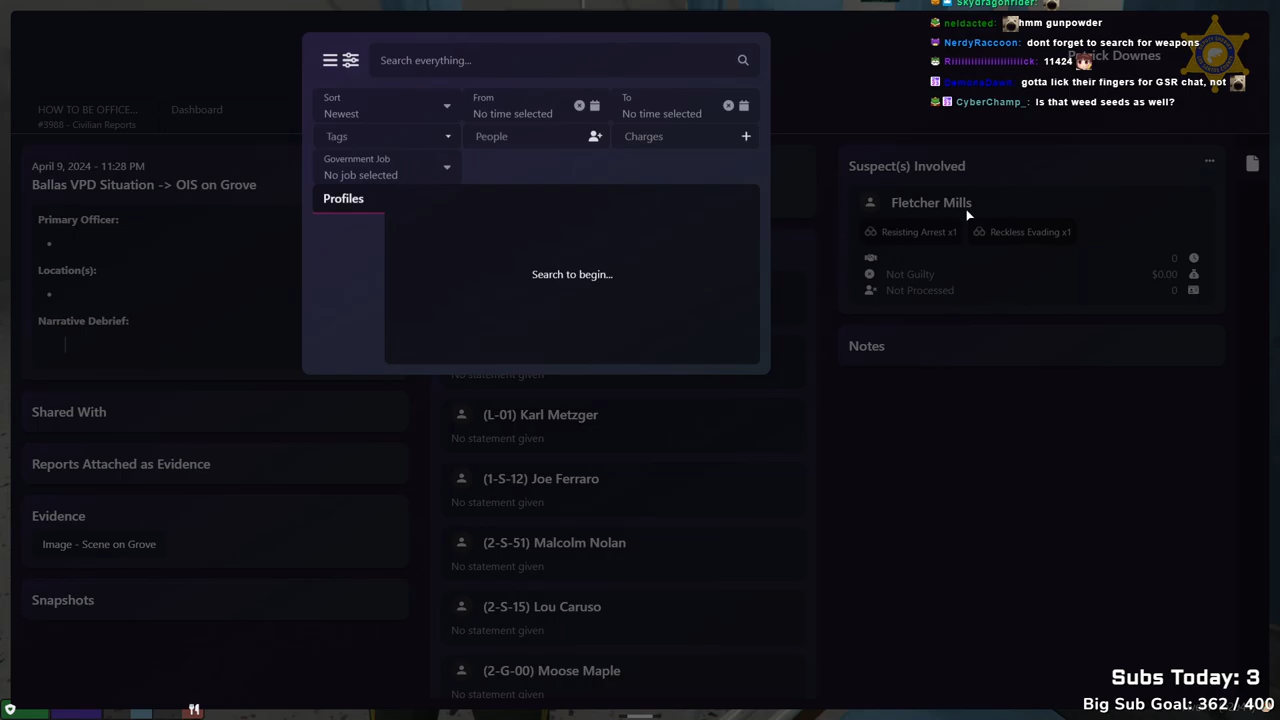 Skydragonrider:
neldacted: hmm gunpowder
NerdyRaccoon: dont forget to search for weapons
Riiiiiiiiiiiiiiiiiiiiick: 11424
Patrick Downes
DemonsDawn: gotta lick their fingers for GSR chat, not
CyberChamp_: Is that weed seeds as well?
Search everything...
HOW TO BE OFFICE...
#3988 - Civilian Reports
Dashboard
Sort
Newest
From
No time selected
To
No time selected
Tags
People
Charges
Government Job
No job selected
Profiles
Search to begin...
April 9, 2024 - 11:28 PM
Ballas VPD Situation -> OIS on Grove
Primary Officer:
Location(s):
Narrative Debrief:
Shared With
Reports Attached as Evidence
Evidence
Image - Scene on Grove
Snapshots
No statement given
(L-01) Karl Metzger
No statement given
(1-S-12) Joe Ferraro
No statement given
(2-S-51) Malcolm Nolan
No statement given
(2-S-15) Lou Caruso
No statement given
(2-G-00) Moose Maple
No statement given
Suspect(s) Involved
Fletcher Mills
Resisting Arrest x1
Reckless Evading x1
0
Not Guilty
$0.00
Not Processed
0
Notes
Subs Today: 3
Big Sub Goal: 362 / 400